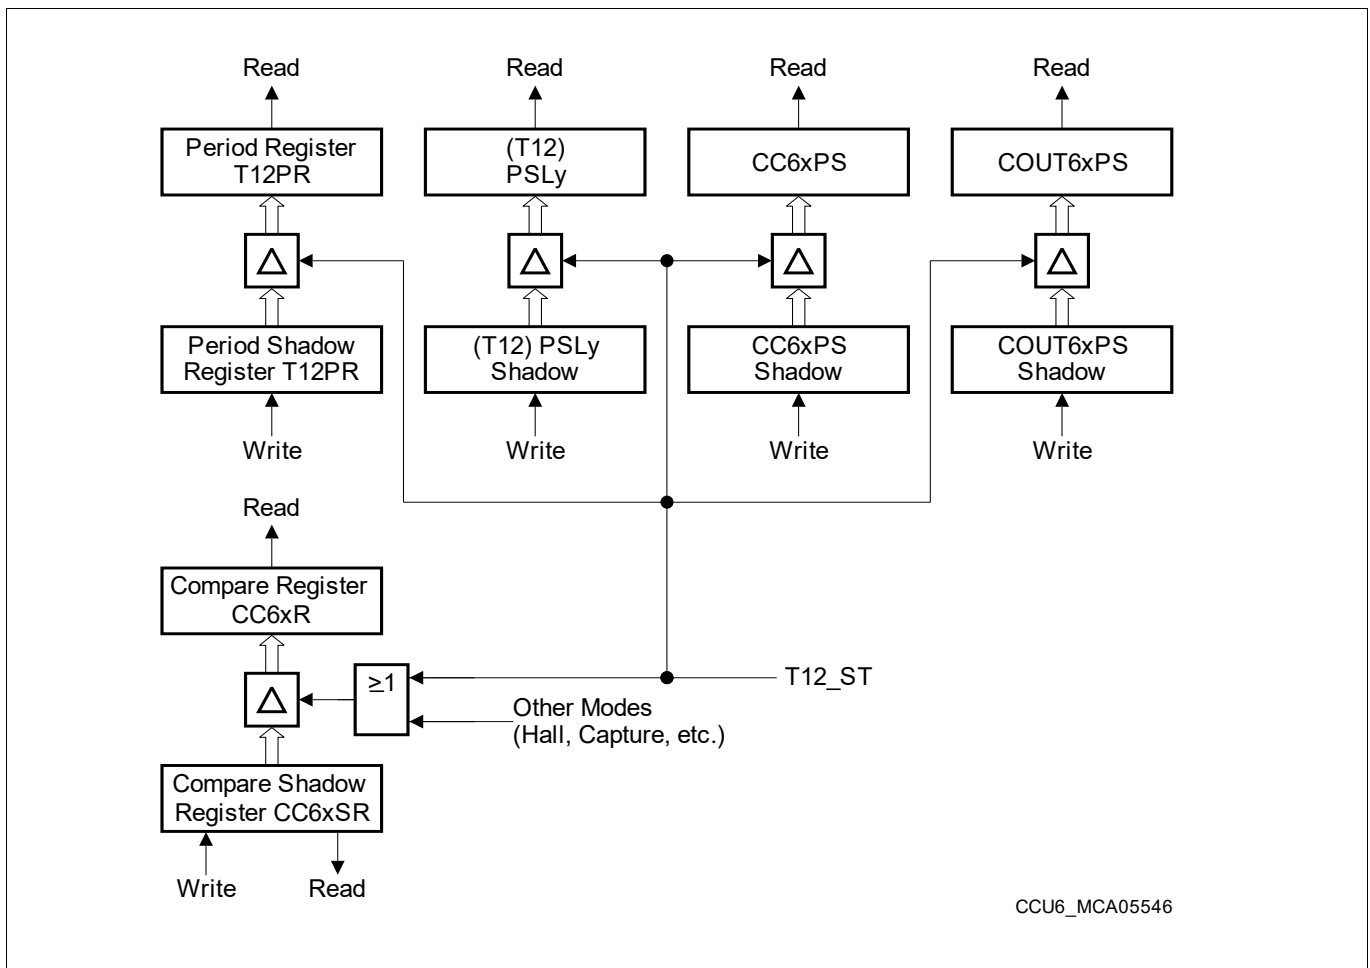 Read
Read
Read
Read
Period Register
T12PR
(T12)
PSLy
CC6xPS
COUT6xPS
Period Shadow
Register T12PR
(T12) PSLy
Shadow
CC6xPS
Shadow
COUT6xPS
Shadow
Write
Write
Write
Write
Read
Compare Register
CC6xR
≥1
T12_ST
Other Modes
(Hall, Capture, etc.)
Compare Shadow
Register CC6xSR
Write
Read
CCU6_MCA05546